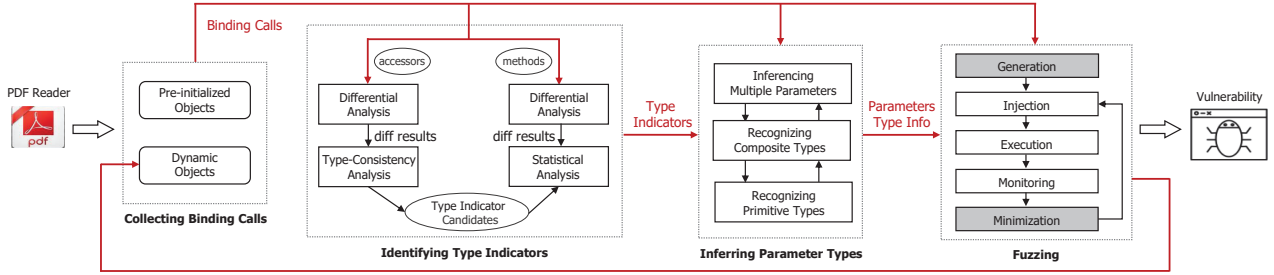 Binding Calls
PDF Reader
pdf
Pre-initialized
Objects
Dynamic
Objects
Collecting Binding Calls
accessors
methods
Differential
Analysis
Differential
Analysis
diff results
diff results
Type-Consistency
Analysis
Statistical
Analysis
Type Indicator
Candidates
Identifying Type Indicators
Type
Indicators
Inferencing
Multiple Parameters
Recognizing
Composite Types
Recognizing
Primitive Types
Inferring Parameter Types
Parameters
Type Info
Generation
Injection
Execution
Monitoring
Minimization
Fuzzing
Vulnerability